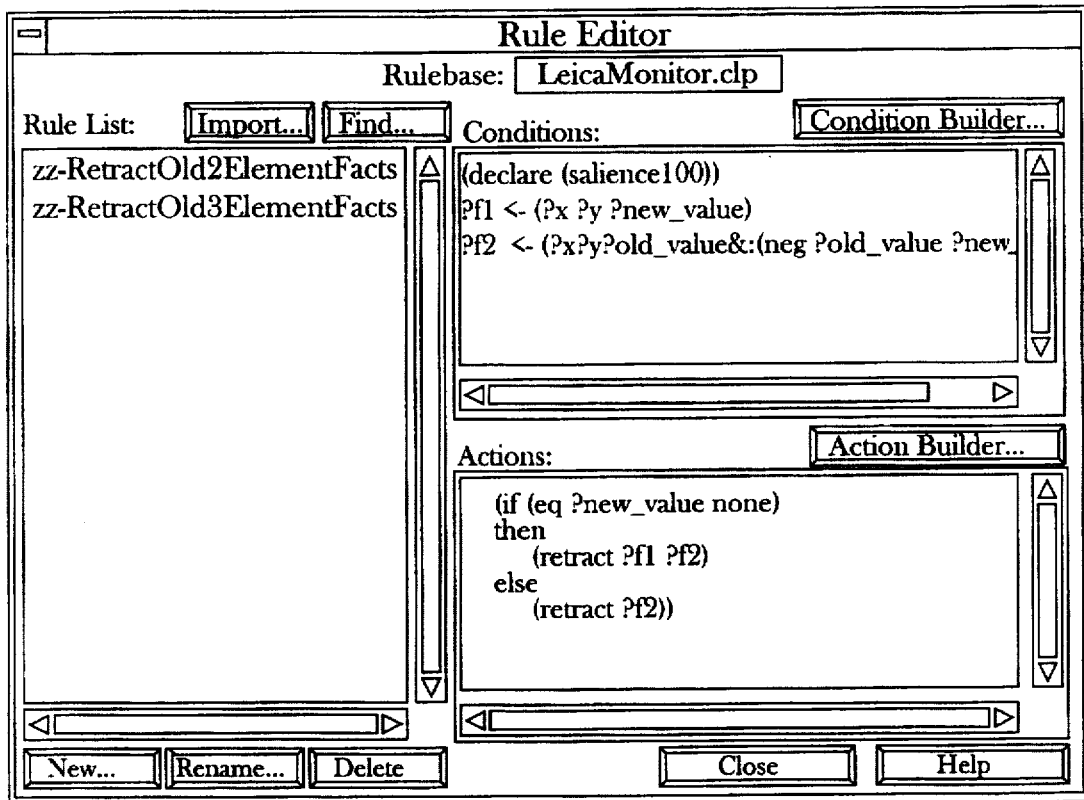 Rule Editor
Rulebase: LeicaMonitor.clp
Rule List: Import... Find...
zz-RetractOld2ElementFacts
zz-RetractOld3ElementFacts
Conditions: Condition Builder...
(declare (salience100))
?f1 <- (?x ?y ?new_value)
?f2 <- (?x?y?old_value&:(neg ?old_value ?new_
Actions: Action Builder...
(if (eq ?new_value none)
then
(retract ?f1 ?f2)
else
(retract ?f2))
New... Rename... Delete Close Help